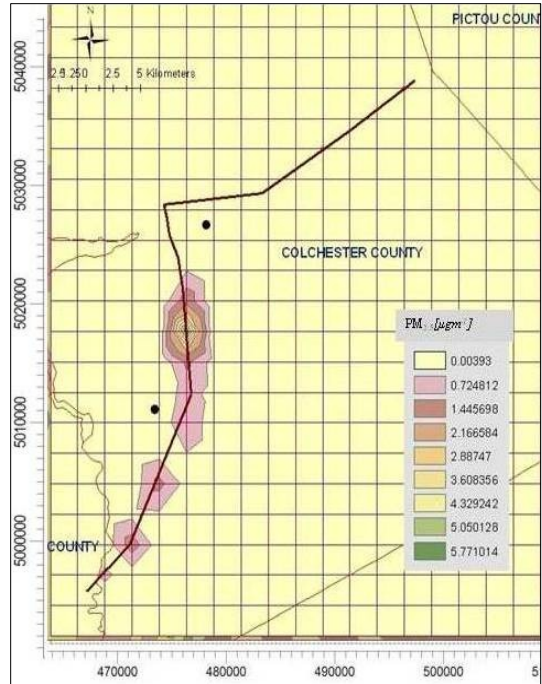 N
PICTOU COUN
5040000
2.5 1.25 0 2.5 5 Kilometers
5030000
COLCHESTER COUNTY
5020000
0.00393
0.724812
1.445698
2.166584
2.88747
3.608356
4.329242
5.050128
5.771014
5010000
5000000
COUNTY
470000 480000 490000 500000 5